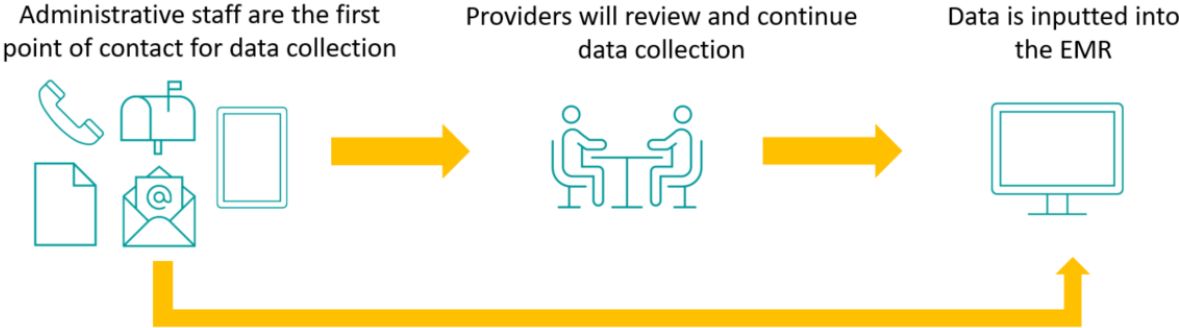 Administrative staff are the first
point of contact for data collection
Providers will review and continue
data collection
Data is inputted into
the EMR
@